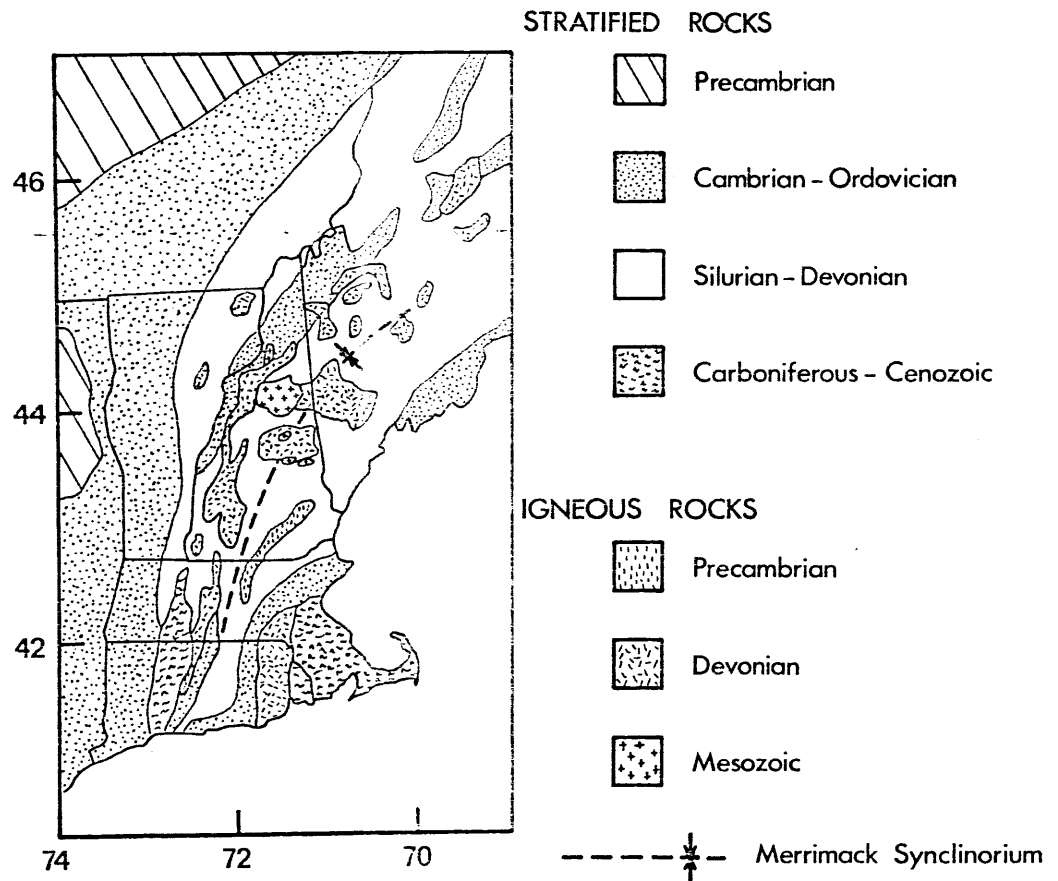 STRATIFIED ROCKS
Precambrian
Cambrian - Ordovician
Silurian - Devonian
Carboniferous - Cenozoic
IGNEOUS ROCKS
Precambrian
Devonian
Mesozoic
Merrimack Synclinorium
46
44
42
74 72 70